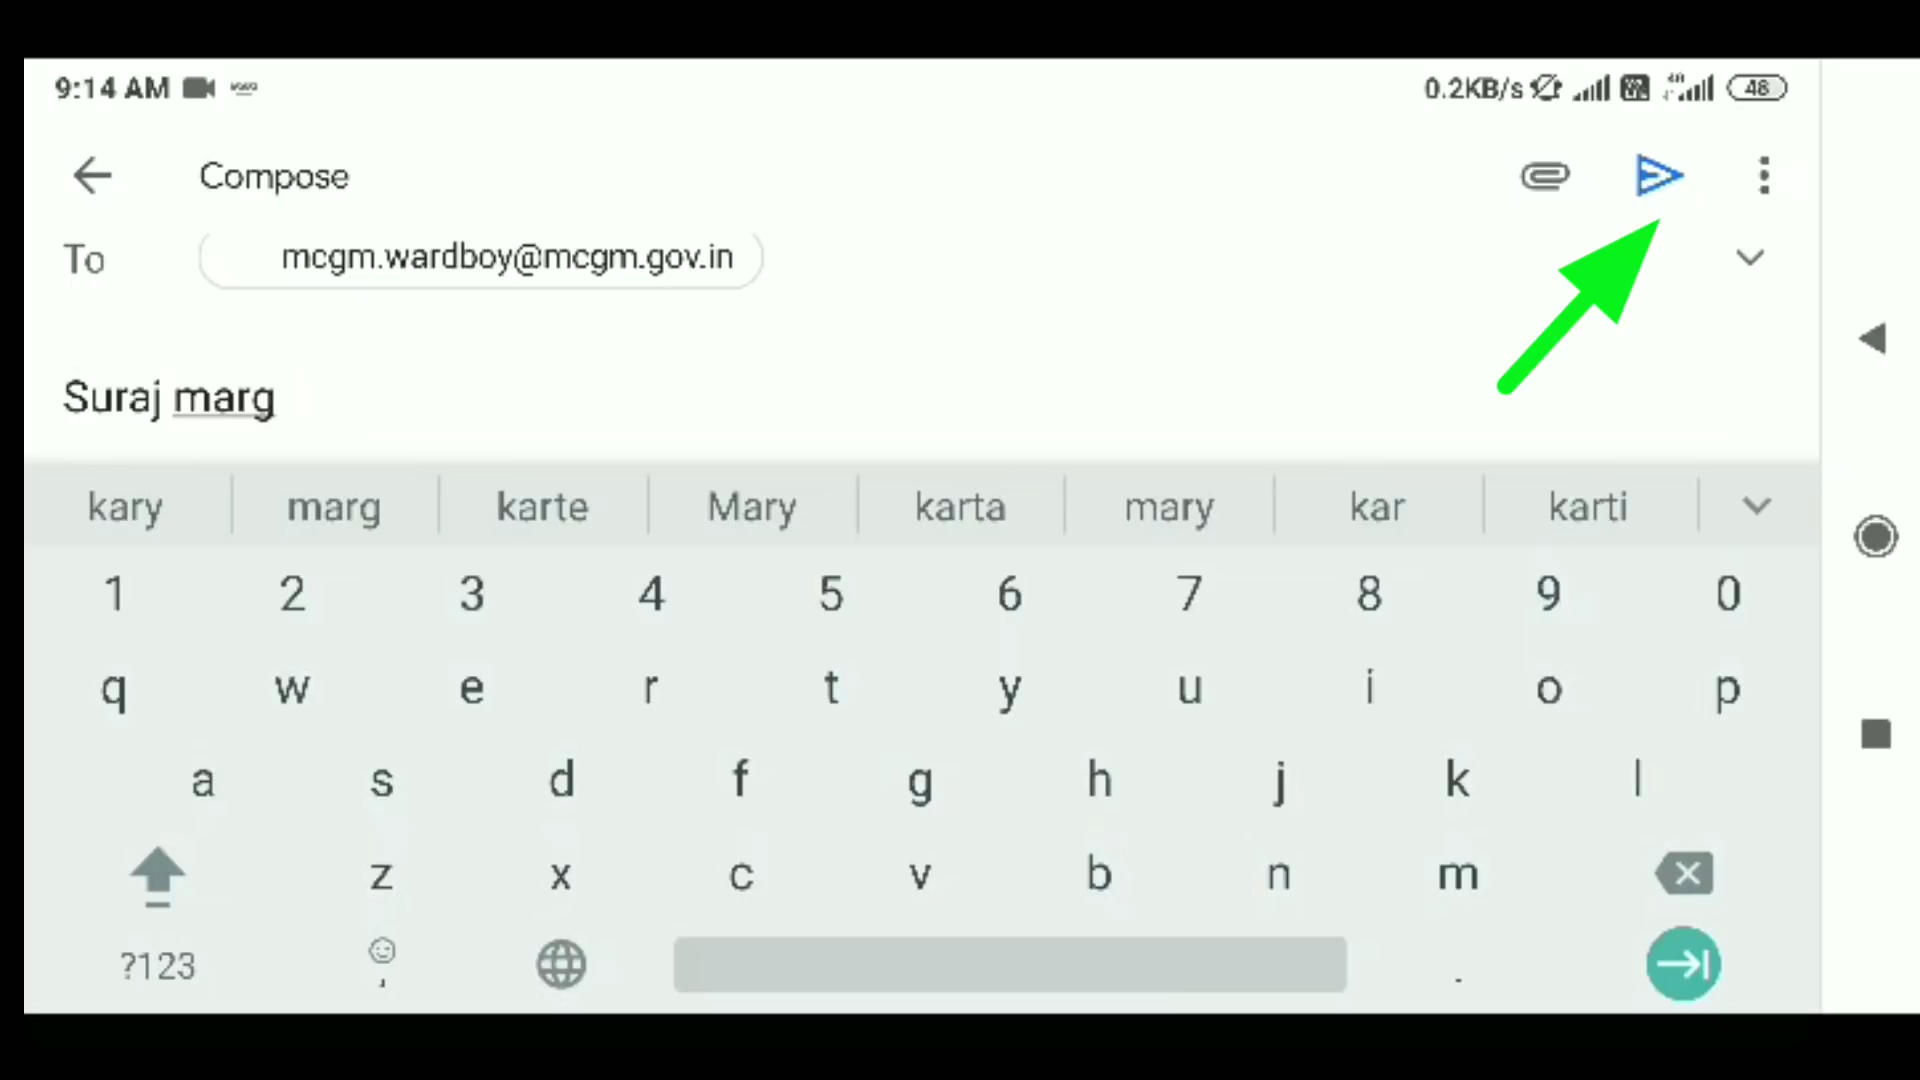 9:14 AM
0.2KB/s
4G
48
Compose
To
mcgm.wardboy@mcgm.gov.in
Suraj marg
kary marg karte Mary karta mary kar karti
1 2 3 4 5 6 7 8 9 0
q w e r t y u i o p
a s d f g h j k l
z x c v b n m
?123 , .